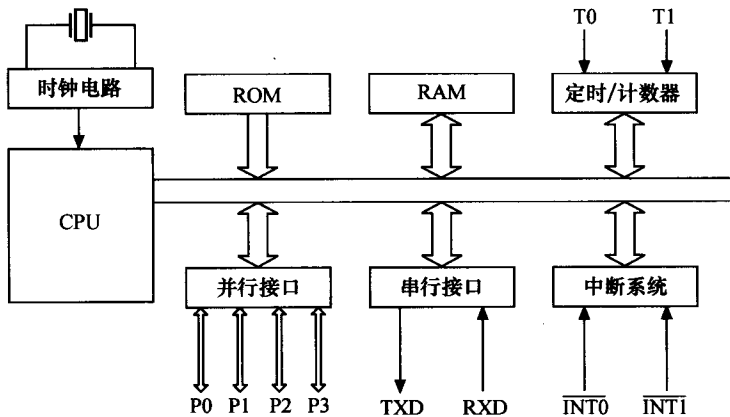 T0 T1
时钟电路
ROM
RAM
定时/计数器
CPU
并行接口
串行接口
中断系统
P0 P1 P2 P3
TXD
RXD
INT0
INT1